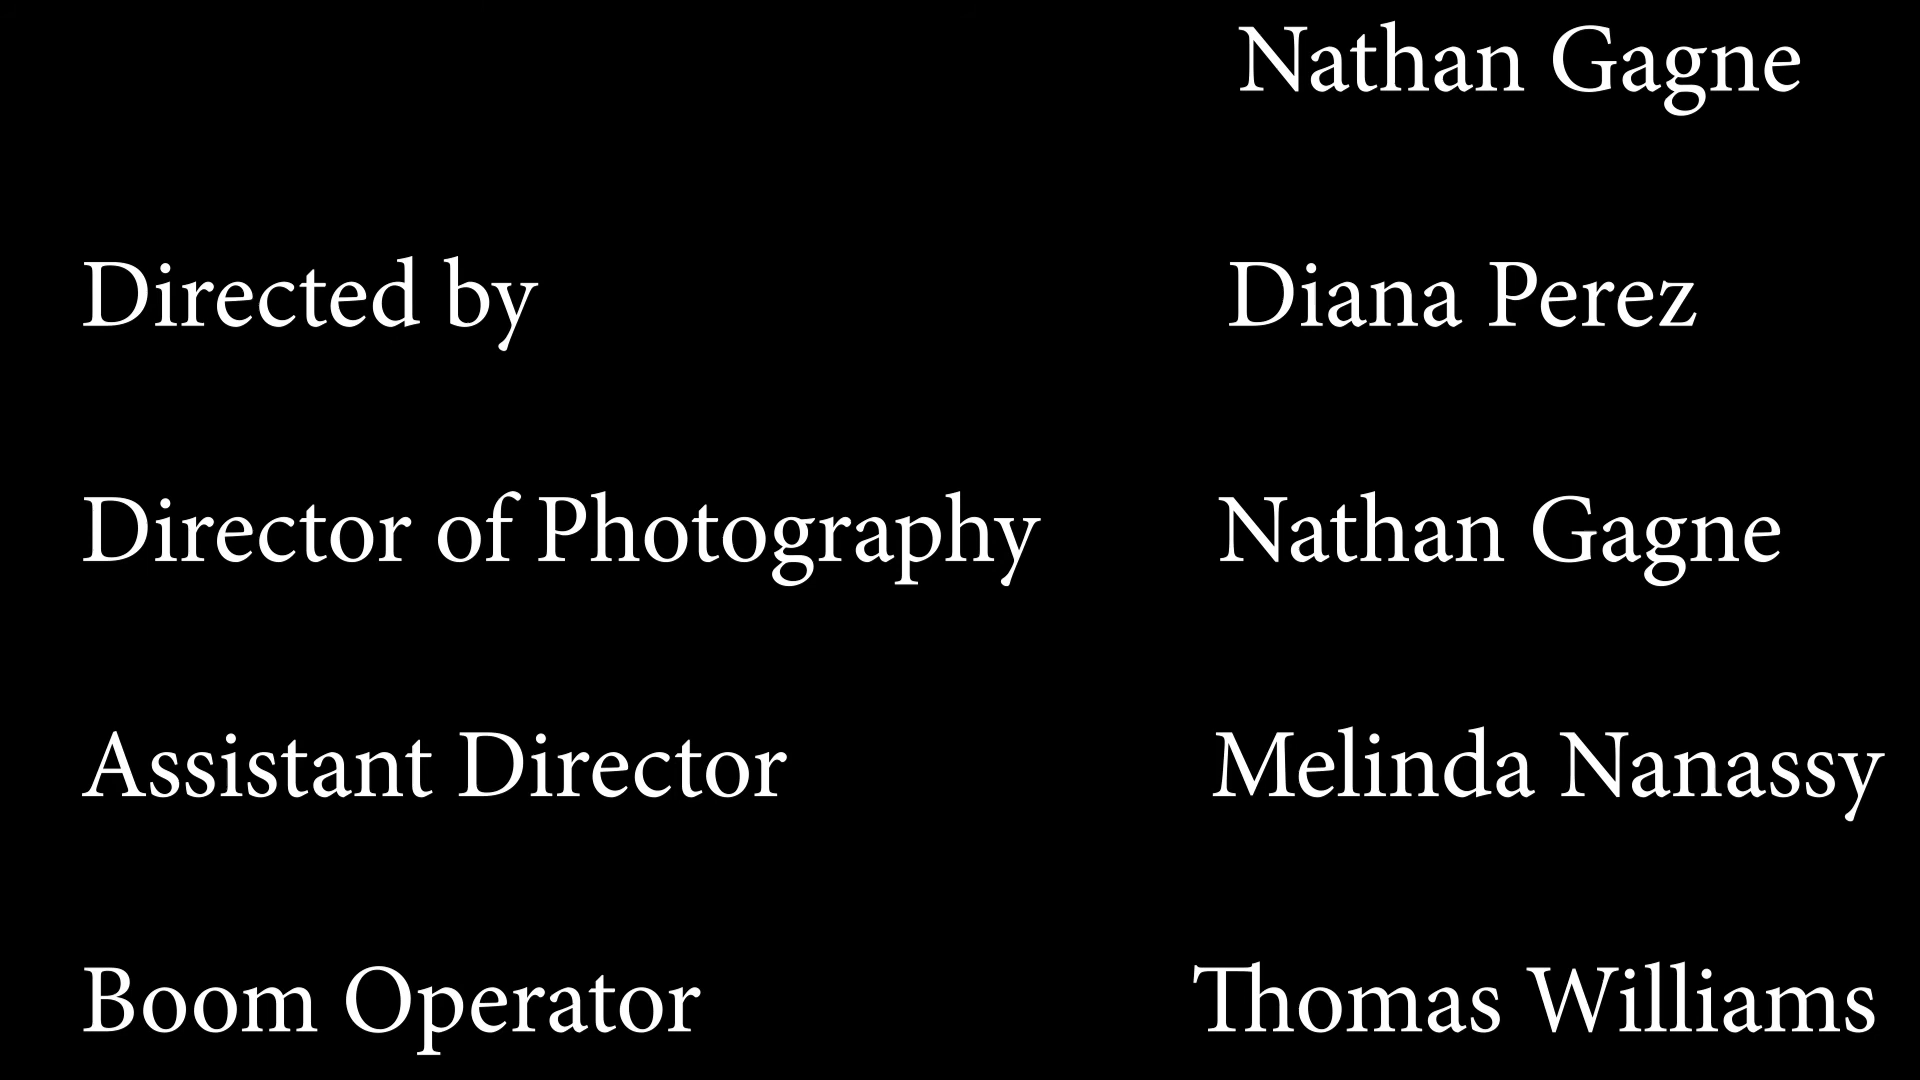 Nathan Gagne
Directed by Diana Perez
Director of Photography Nathan Gagne
Assistant Director Melinda Nanassy
Boom Operator Thomas Williams